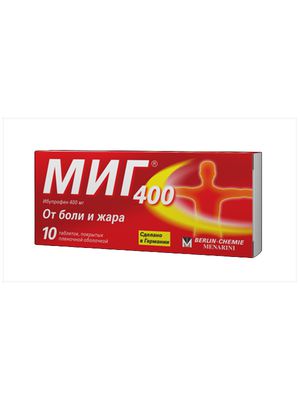 МИГ® 400
Ибупрофен 400 мг
От боли и жара
10 таблеток, покрытых
пленочной оболочкой
Сделано
в Германии
BERLIN-CHEMIE
MENARINI